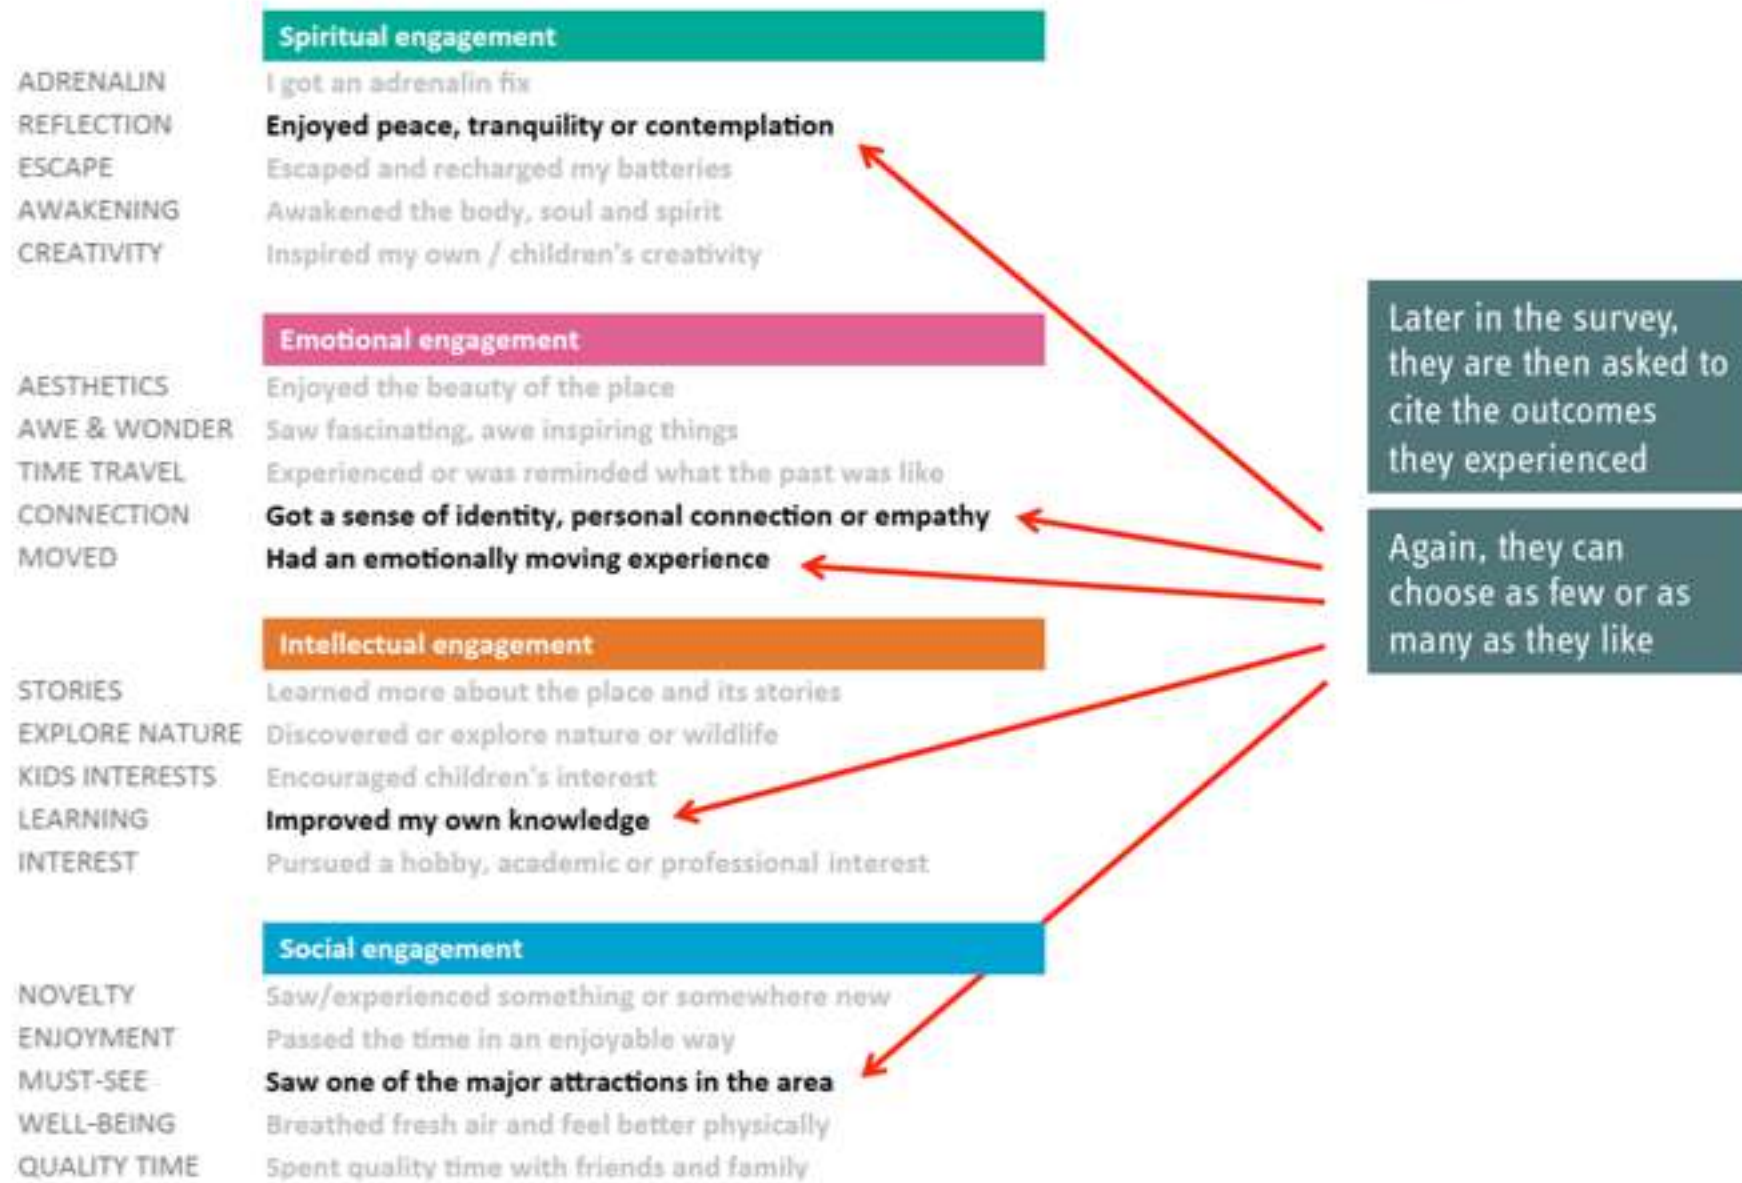 Spiritual engagement
ADRENALIN I got an adrenalin fix
REFLECTION Enjoyed peace, tranquility or contemplation
ESCAPE Escaped and recharged my batteries
AWAKENING Awakened the body, soul and spirit
CREATIVITY Inspired my own / children's creativity
Emotional engagement
AESTHETICS Enjoyed the beauty of the place
AWE & WONDER Saw fascinating, awe inspiring things
TIME TRAVEL Experienced or was reminded what the past was like
CONNECTION Got a sense of identity, personal connection or empathy
MOVED Had an emotionally moving experience
Intellectual engagement
STORIES Learned more about the place and its stories
EXPLORE NATURE Discovered or explore nature or wildlife
KIDS INTERESTS Encouraged children's interest
LEARNING Improved my own knowledge
INTEREST Pursued a hobby, academic or professional interest
Social engagement
NOVELTY Saw/experienced something or somewhere new
ENJOYMENT Passed the time in an enjoyable way
MUST-SEE Saw one of the major attractions in the area
WELL-BEING Breathed fresh air and feel better physically
QUALITY TIME Spent quality time with friends and family
Later in the survey,
they are then asked to
cite the outcomes
they experienced
Again, they can
choose as few or as
many as they like